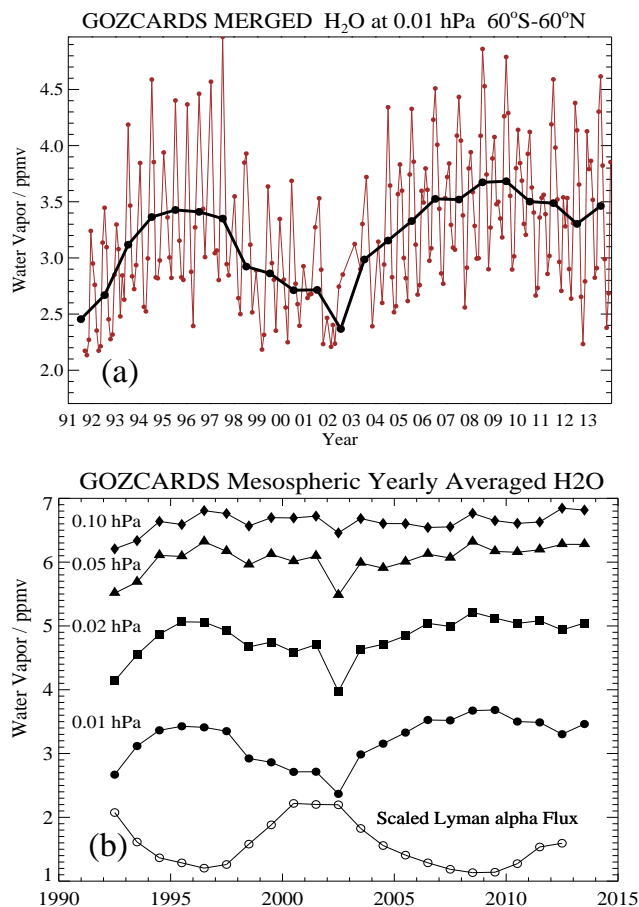 GOZCARDS MERGED H₂O at 0.01 hPa 60°S-60°N
4.5
4.0
3.5
3.0
2.5
2.0
Water Vapor / ppmv
(a)
91 92 93 94 95 96 97 98 99 00 01 02 03 04 05 06 07 08 09 10 11 12 13
Year
GOZCARDS Mesospheric Yearly Averaged H2O
7
6
5
4
3
2
1
Water Vapor / ppmv
0.10 hPa
0.05 hPa
0.02 hPa
0.01 hPa
Scaled Lyman alpha Flux
(b)
1990 1995 2000 2005 2010 2015